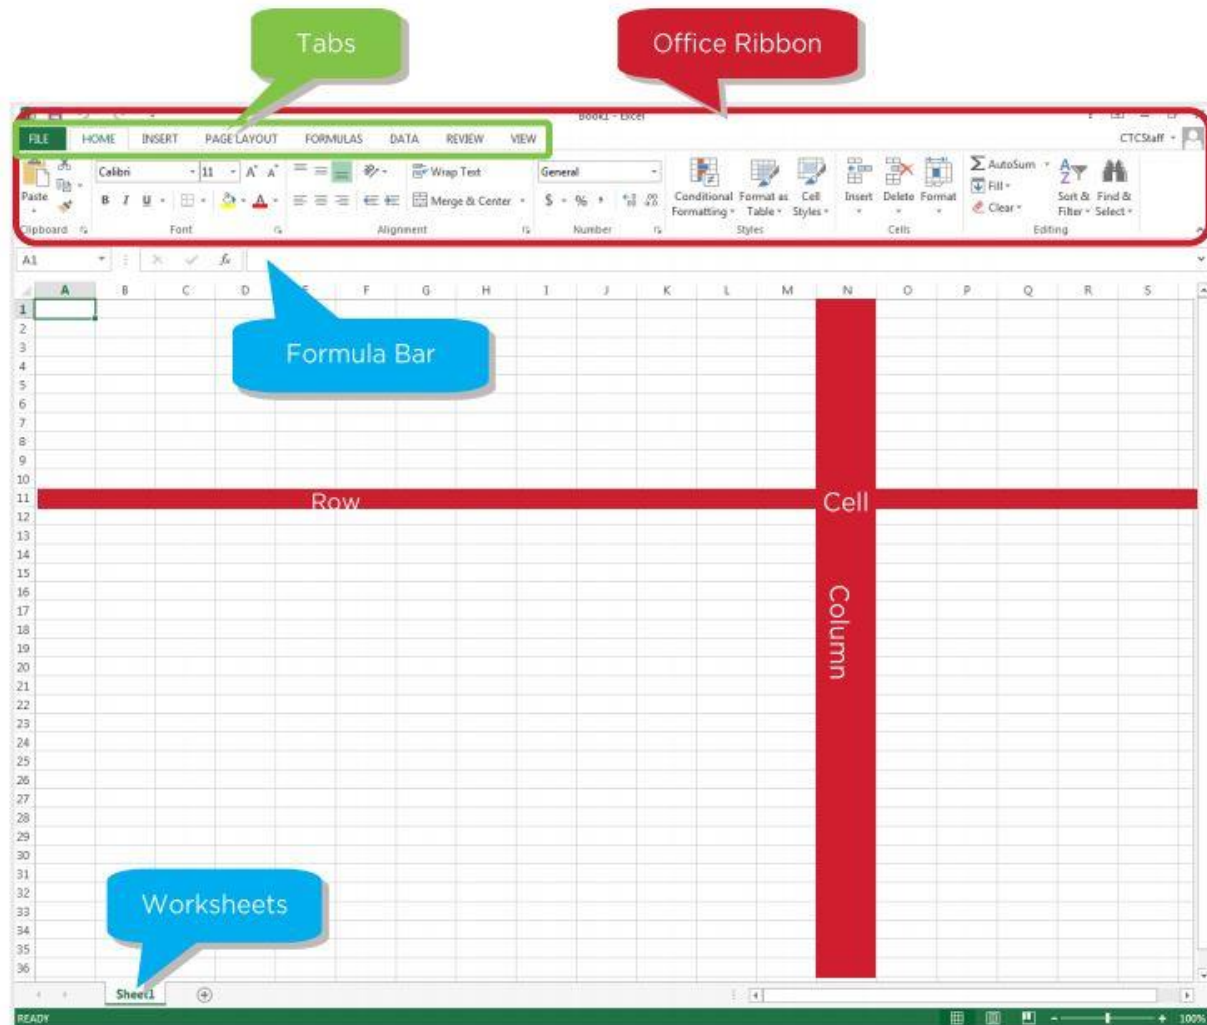 Tabs
Office Ribbon
Book1 - Excel
FILE HOME INSERT PAGE LAYOUT FORMULAS DATA REVIEW VIEW
CTCStaff
Paste
Calibri 11
Wrap Text
General
Conditional Formatting
Format as Table
Cell Styles
Insert Delete Format
AutoSum
Fill
Clear
Sort & Filter
Find & Select
B I U
Merge & Center
$ % ,
Clipboard Font Alignment Number Styles Cells Editing
A1 fx
A B C D E F G H I J K L M N O P Q R S
Formula Bar
1
2
3
4
5
6
7
8
9
10
11
Row
Cell
12
13
14
15
16
17
18
19
20
21
Column
22
23
24
25
26
27
28
29
30
31
32
33
34
35
36
Worksheets
Sheet1
READY 100%